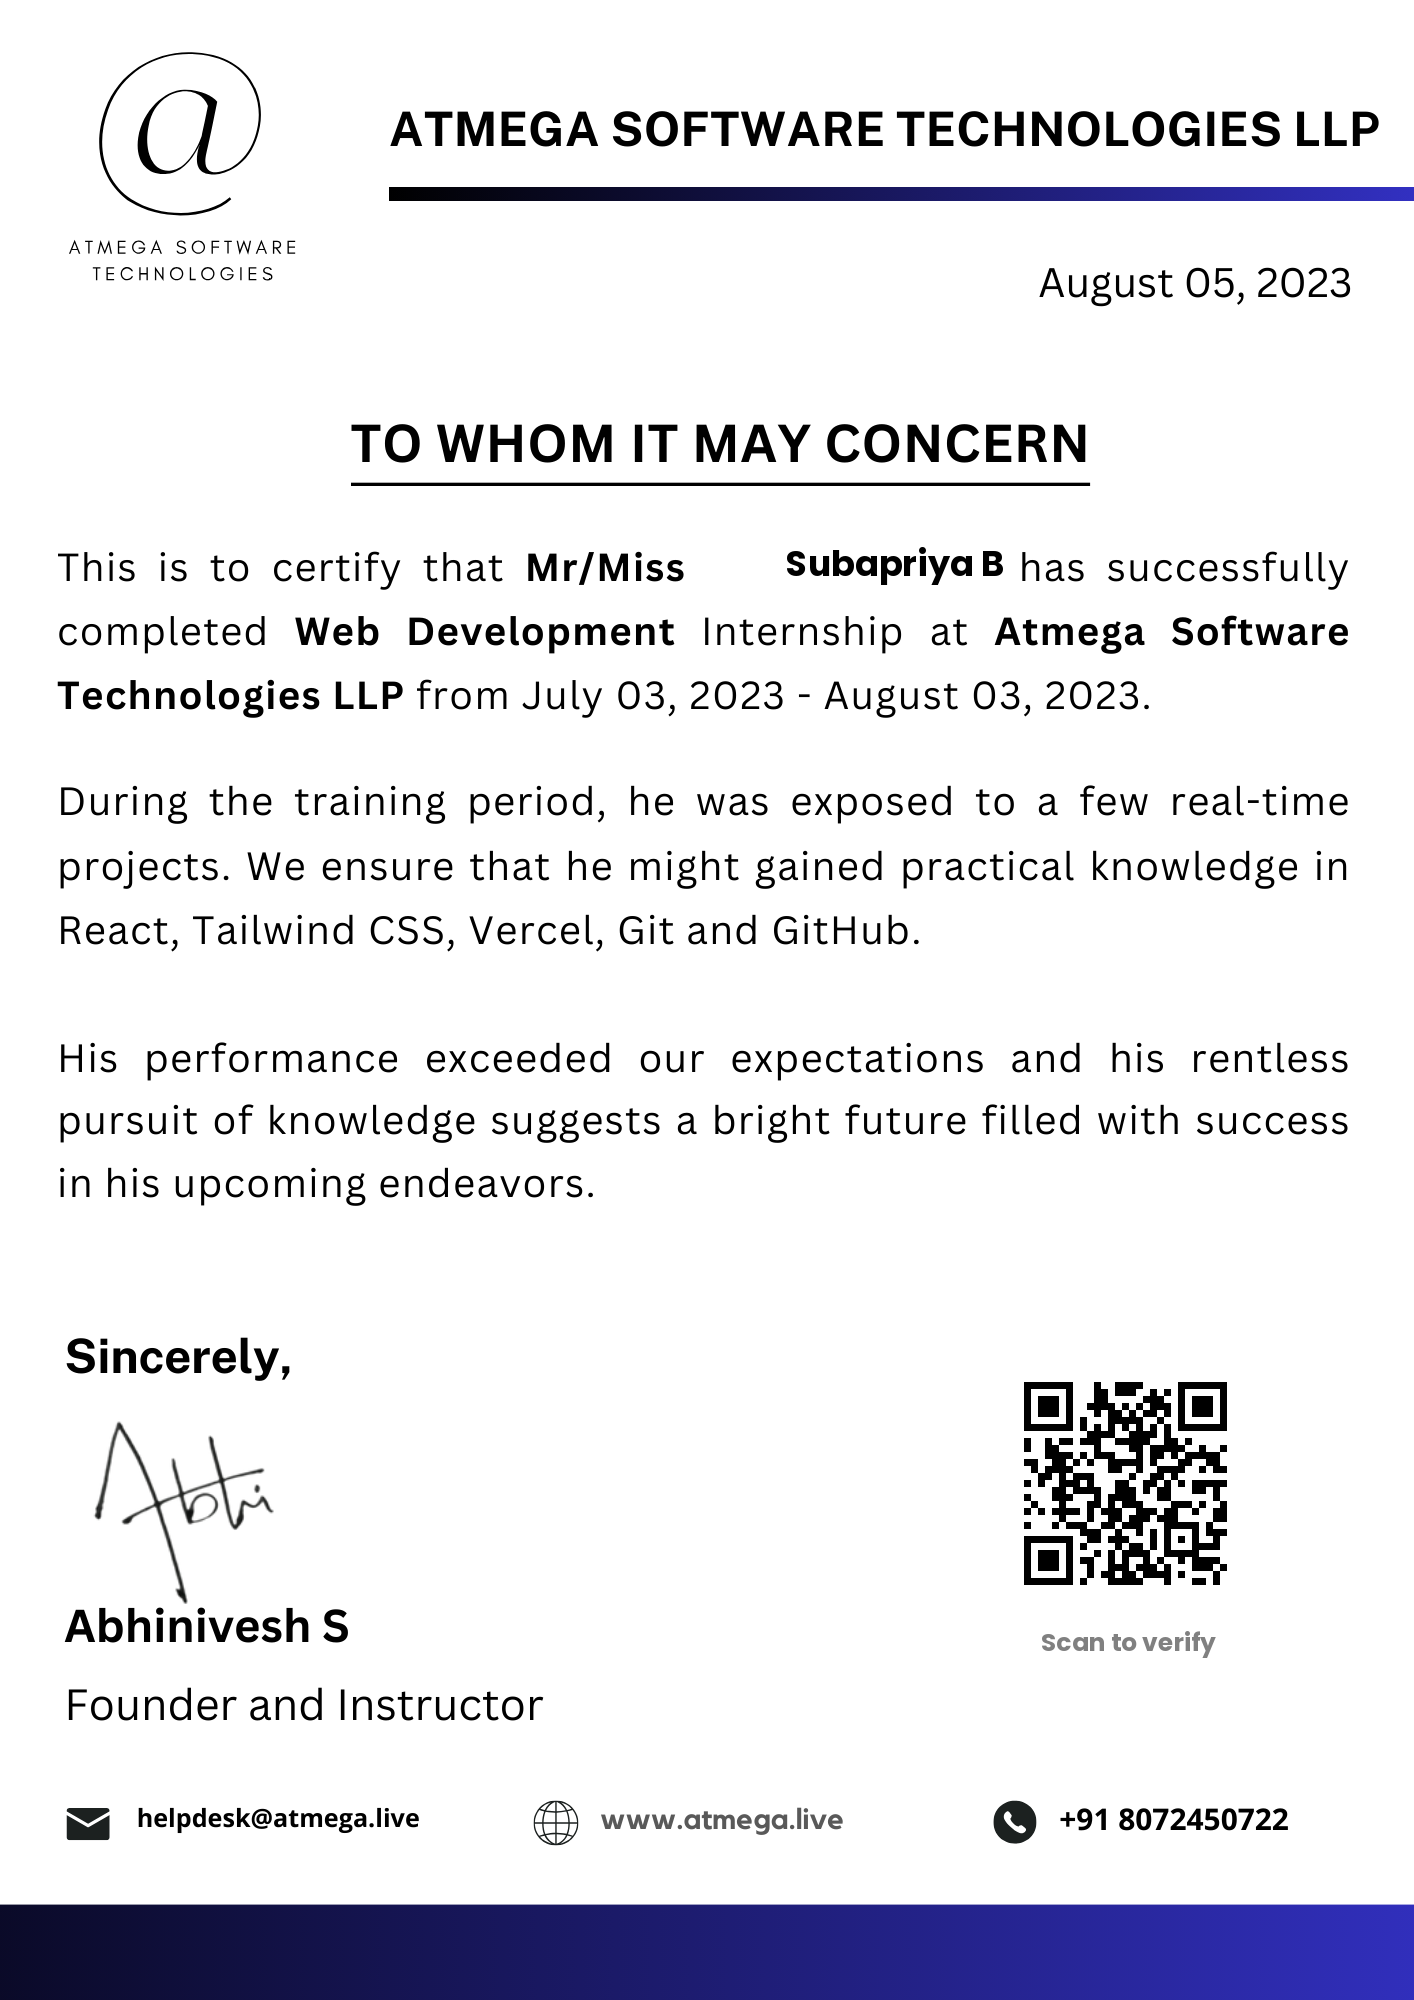 ATMEGA SOFTWARE TECHNOLOGIES LLP
ATMEGA SOFTWARE
TECHNOLOGIES
August 05, 2023
TO WHOM IT MAY CONCERN
This is to certify that Mr/Miss Subapriya B has successfully
completed Web Development Internship at Atmega Software
Technologies LLP from July 03, 2023 - August 03, 2023.
During the training period, he was exposed to a few real-time
projects. We ensure that he might gained practical knowledge in
React, Tailwind CSS, Vercel, Git and GitHub.
His performance exceeded our expectations and his rentless
pursuit of knowledge suggests a bright future filled with success
in his upcoming endeavors.
Sincerely,
Abhi
Abhinivesh S
Founder and Instructor
Scan to verify
helpdesk@atmega.live
www.atmega.live
+91 8072450722